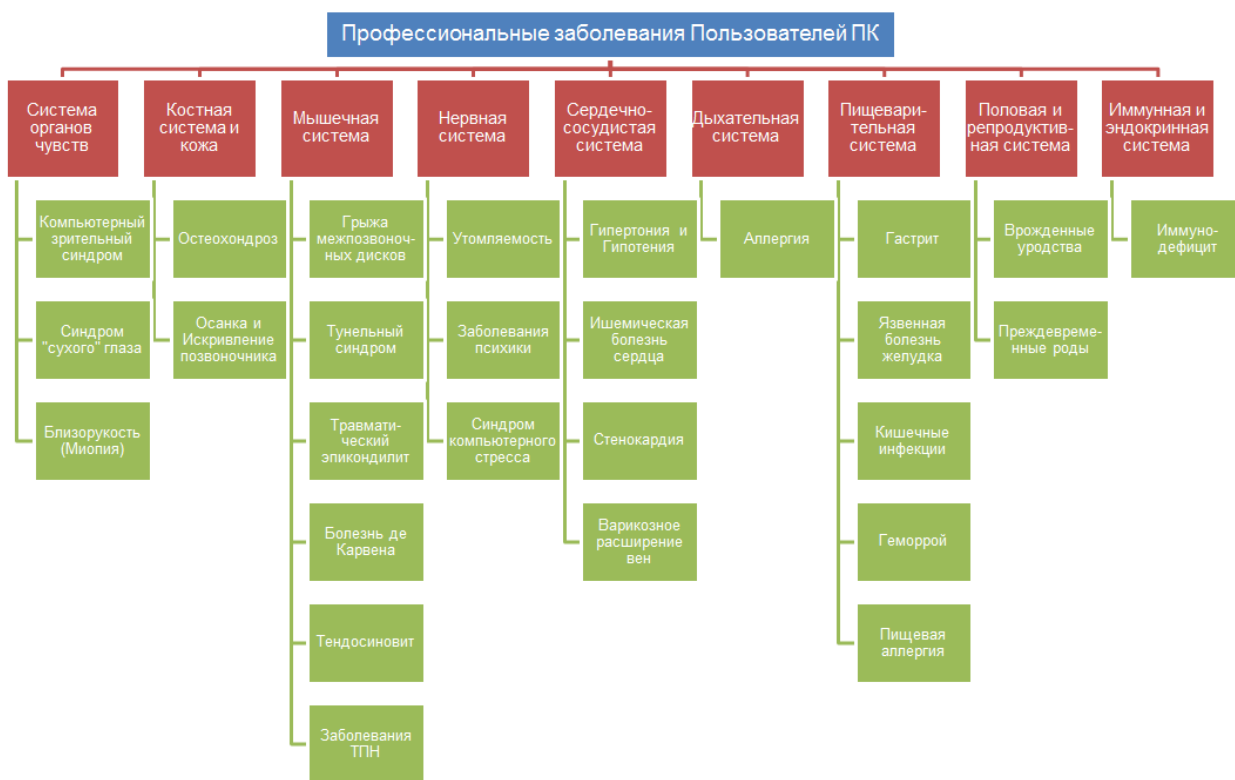 Профессиональные заболевания Пользователей ПК
Система
органов
чувств
Костная
система и
кожа
Мышечная
система
Нервная
система
Сердечно-
сосудистая
система
Дыхательная
система
Пищевари-
тельная
система
Половая и
репродуктив-
ная система
Иммунная и
эндокринная
система
Компьютерный
зрительный
синдром
Синдром
"сухого" глаза
Близорукость
(Миопия)
Остеохондроз
Осанка и
Искривление
позвоночника
Грыжа
межпозвоноч-
ных дисков
Тунельный
синдром
Травмати-
ческий
эпикондилит
Болезнь де
Карвена
Тендосиновит
Заболевания
ТПН
Утомляемость
Заболевания
психики
Синдром
компьютерного
стресса
Гипертония и
Гипотения
Ишемическая
болезнь
сердца
Стенокардия
Варикозное
расширение
вен
Аллергия
Гастрит
Язвенная
болезнь
желудка
Кишечные
инфекции
Геморрой
Пищевая
аллергия
Врожденные
уродства
Преждевреме-
нные роды
Иммуно-
дефицит